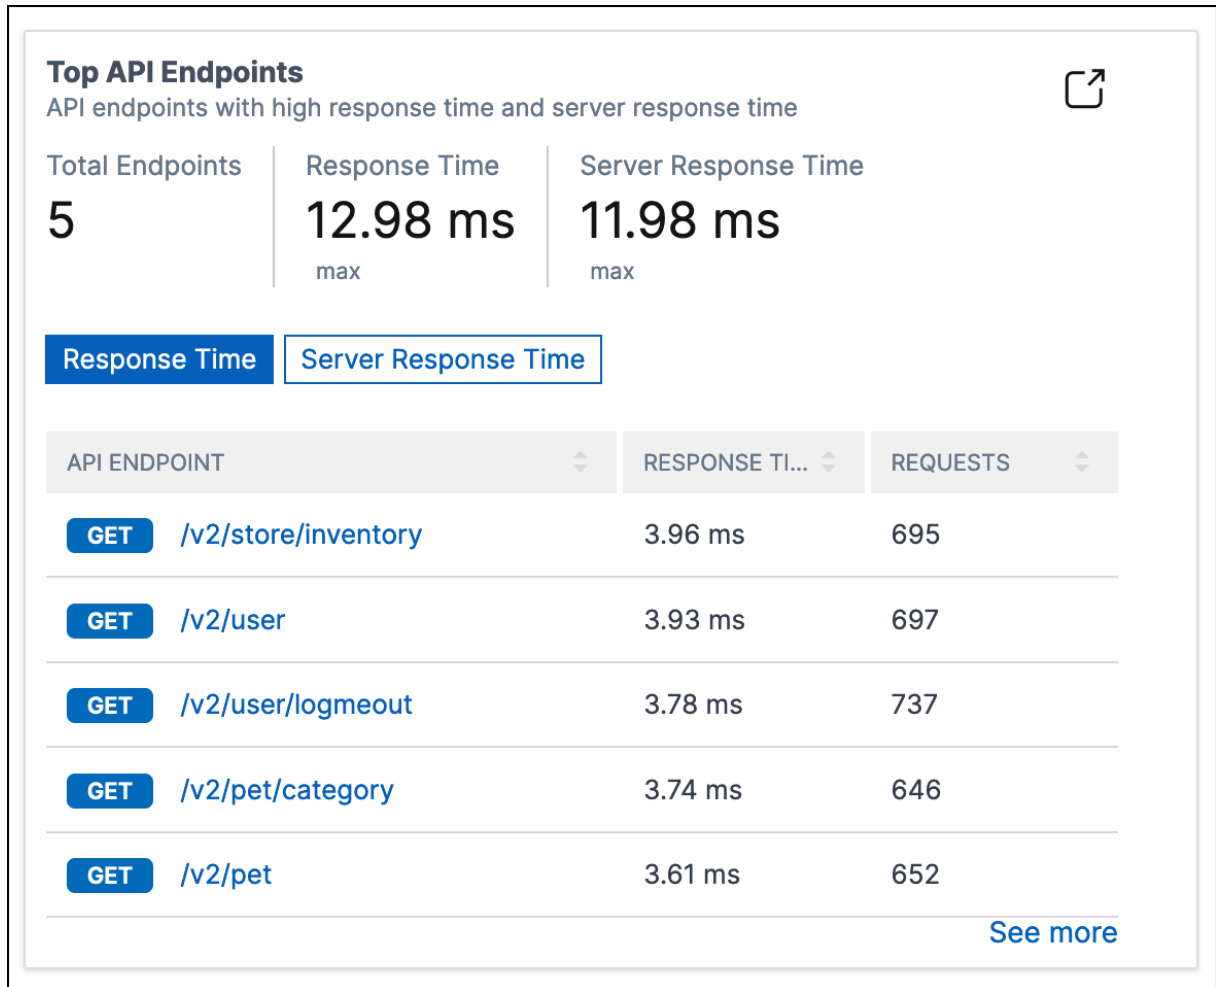 Top API Endpoints
API endpoints with high response time and server response time
Total Endpoints Response Time Server Response Time
5 12.98 ms 11.98 ms
max max
Response Time Server Response Time
API ENDPOINT RESPONSE TI... REQUESTS
GET /v2/store/inventory 3.96 ms 695
GET /v2/user 3.93 ms 697
GET /v2/user/logmeout 3.78 ms 737
GET /v2/pet/category 3.74 ms 646
GET /v2/pet 3.61 ms 652
See more